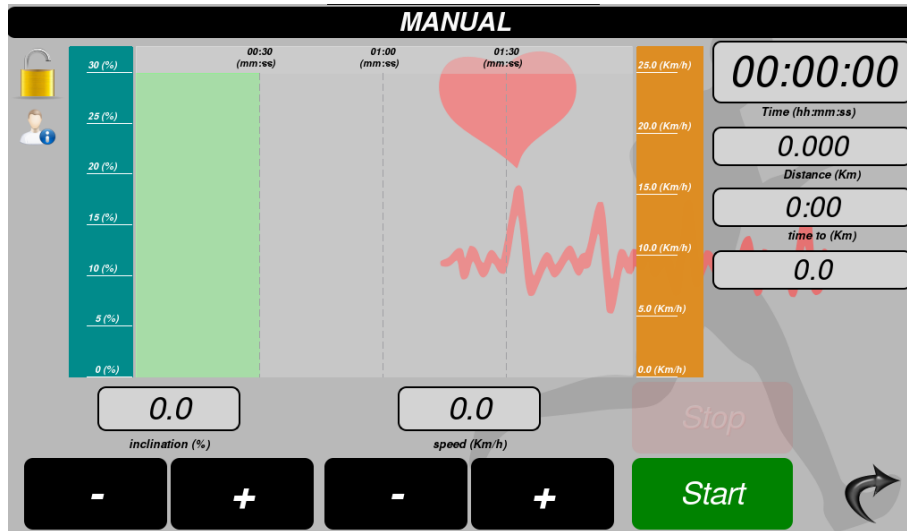 MANUAL
00:30 01:00 01:30
(mm:ss) (mm:ss) (mm:ss)
30 (%)
25 (%)
20 (%)
15 (%)
10 (%)
5 (%)
0 (%)
25.0 (Km/h)
20.0 (Km/h)
15.0 (Km/h)
10.0 (Km/h)
5.0 (Km/h)
0.0 (Km/h)
00:00:00
Time (hh:mm:ss)
0.000
Distance (Km)
0:00
time to (Km)
0.0
0.0
inclination (%)
0.0
speed (Km/h)
Stop
- + - + Start